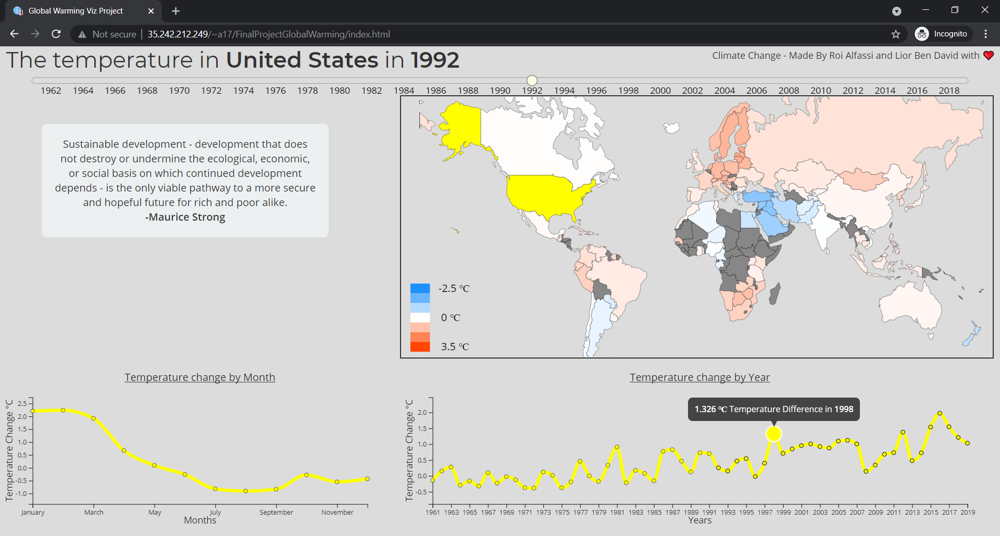 Global Warming Viz Project
Not secure | 35.242.212.249/~a17/FinalProjectGlobalWarming/index.html
Incognito
The temperature in United States in 1992
Climate Change - Made By Roi Alfassi and Lior Ben David with ❤️
1962 1964 1966 1968 1970 1972 1974 1976 1978 1980 1982 1984 1986 1988 1990 1992 1994 1996 1998 2000 2002 2004 2006 2008 2010 2012 2014 2016 2018
Sustainable development - development that does
not destroy or undermine the ecological, economic,
or social basis on which continued development
depends - is the only viable pathway to a more secure
and hopeful future for rich and poor alike.
-Maurice Strong
-2.5 °C
0 °C
3.5 °C
Temperature change by Month
Temperature Change °C
2.5
2.0
1.5
1.0
0.5
0.0
-0.5
-1.0
January March May July September November
Months
Temperature change by Year
1.326 °C Temperature Difference in 1998
Temperature Change °C
2.0
1.5
1.0
0.5
0.0
-0.5
1961 1963 1965 1967 1969 1971 1973 1975 1977 1979 1981 1983 1985 1987 1989 1991 1993 1995 1997 1999 2001 2003 2005 2007 2009 2011 2013 2015 2017 2019
Years